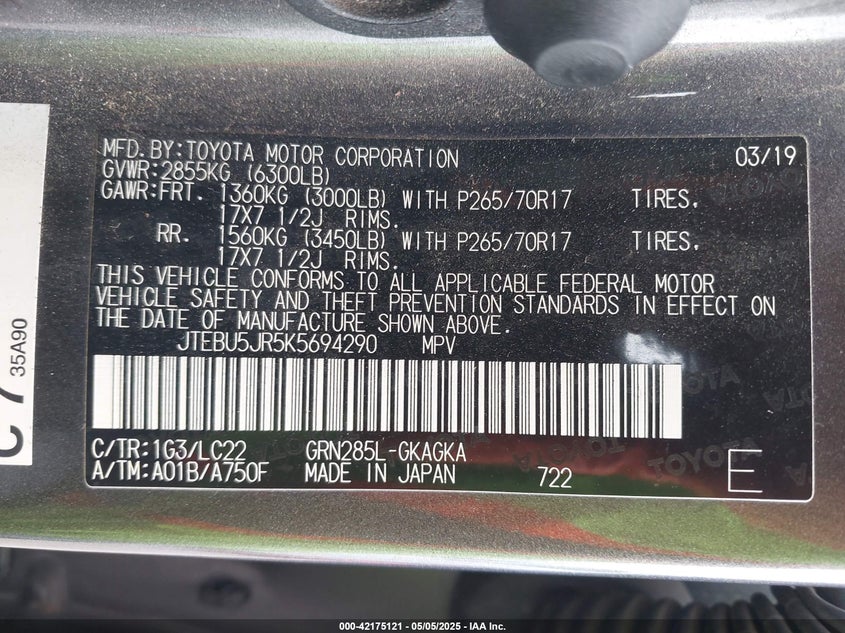 MFD.BY:TOYOTA MOTOR CORPORATION 03/19
GVWR:2855KG (6300LB)
GAWR:FRT. 1360KG (3000LB) WITH P265/70R17 TIRES.
17X7 1/2J RIMS.
RR. 1560KG (3450LB) WITH P265/70R17 TIRES.
17X7 1/2J RIMS.
THIS VEHICLE CONFORMS TO ALL APPLICABLE FEDERAL MOTOR
VEHICLE SAFETY AND THEFT PREVENTION STANDARDS IN EFFECT ON
THE DATE OF MANUFACTURE SHOWN ABOVE.
JTEBU5JR5K5694290 MPV
C/TR:1G3/LC22 GRN285L-GKAGKA
A/TM:A01B/A750F MADE IN JAPAN 722 E
35A90
TOYOTA
TOYOTA
000-42175121 - 05/05/2025 - IAA Inc.